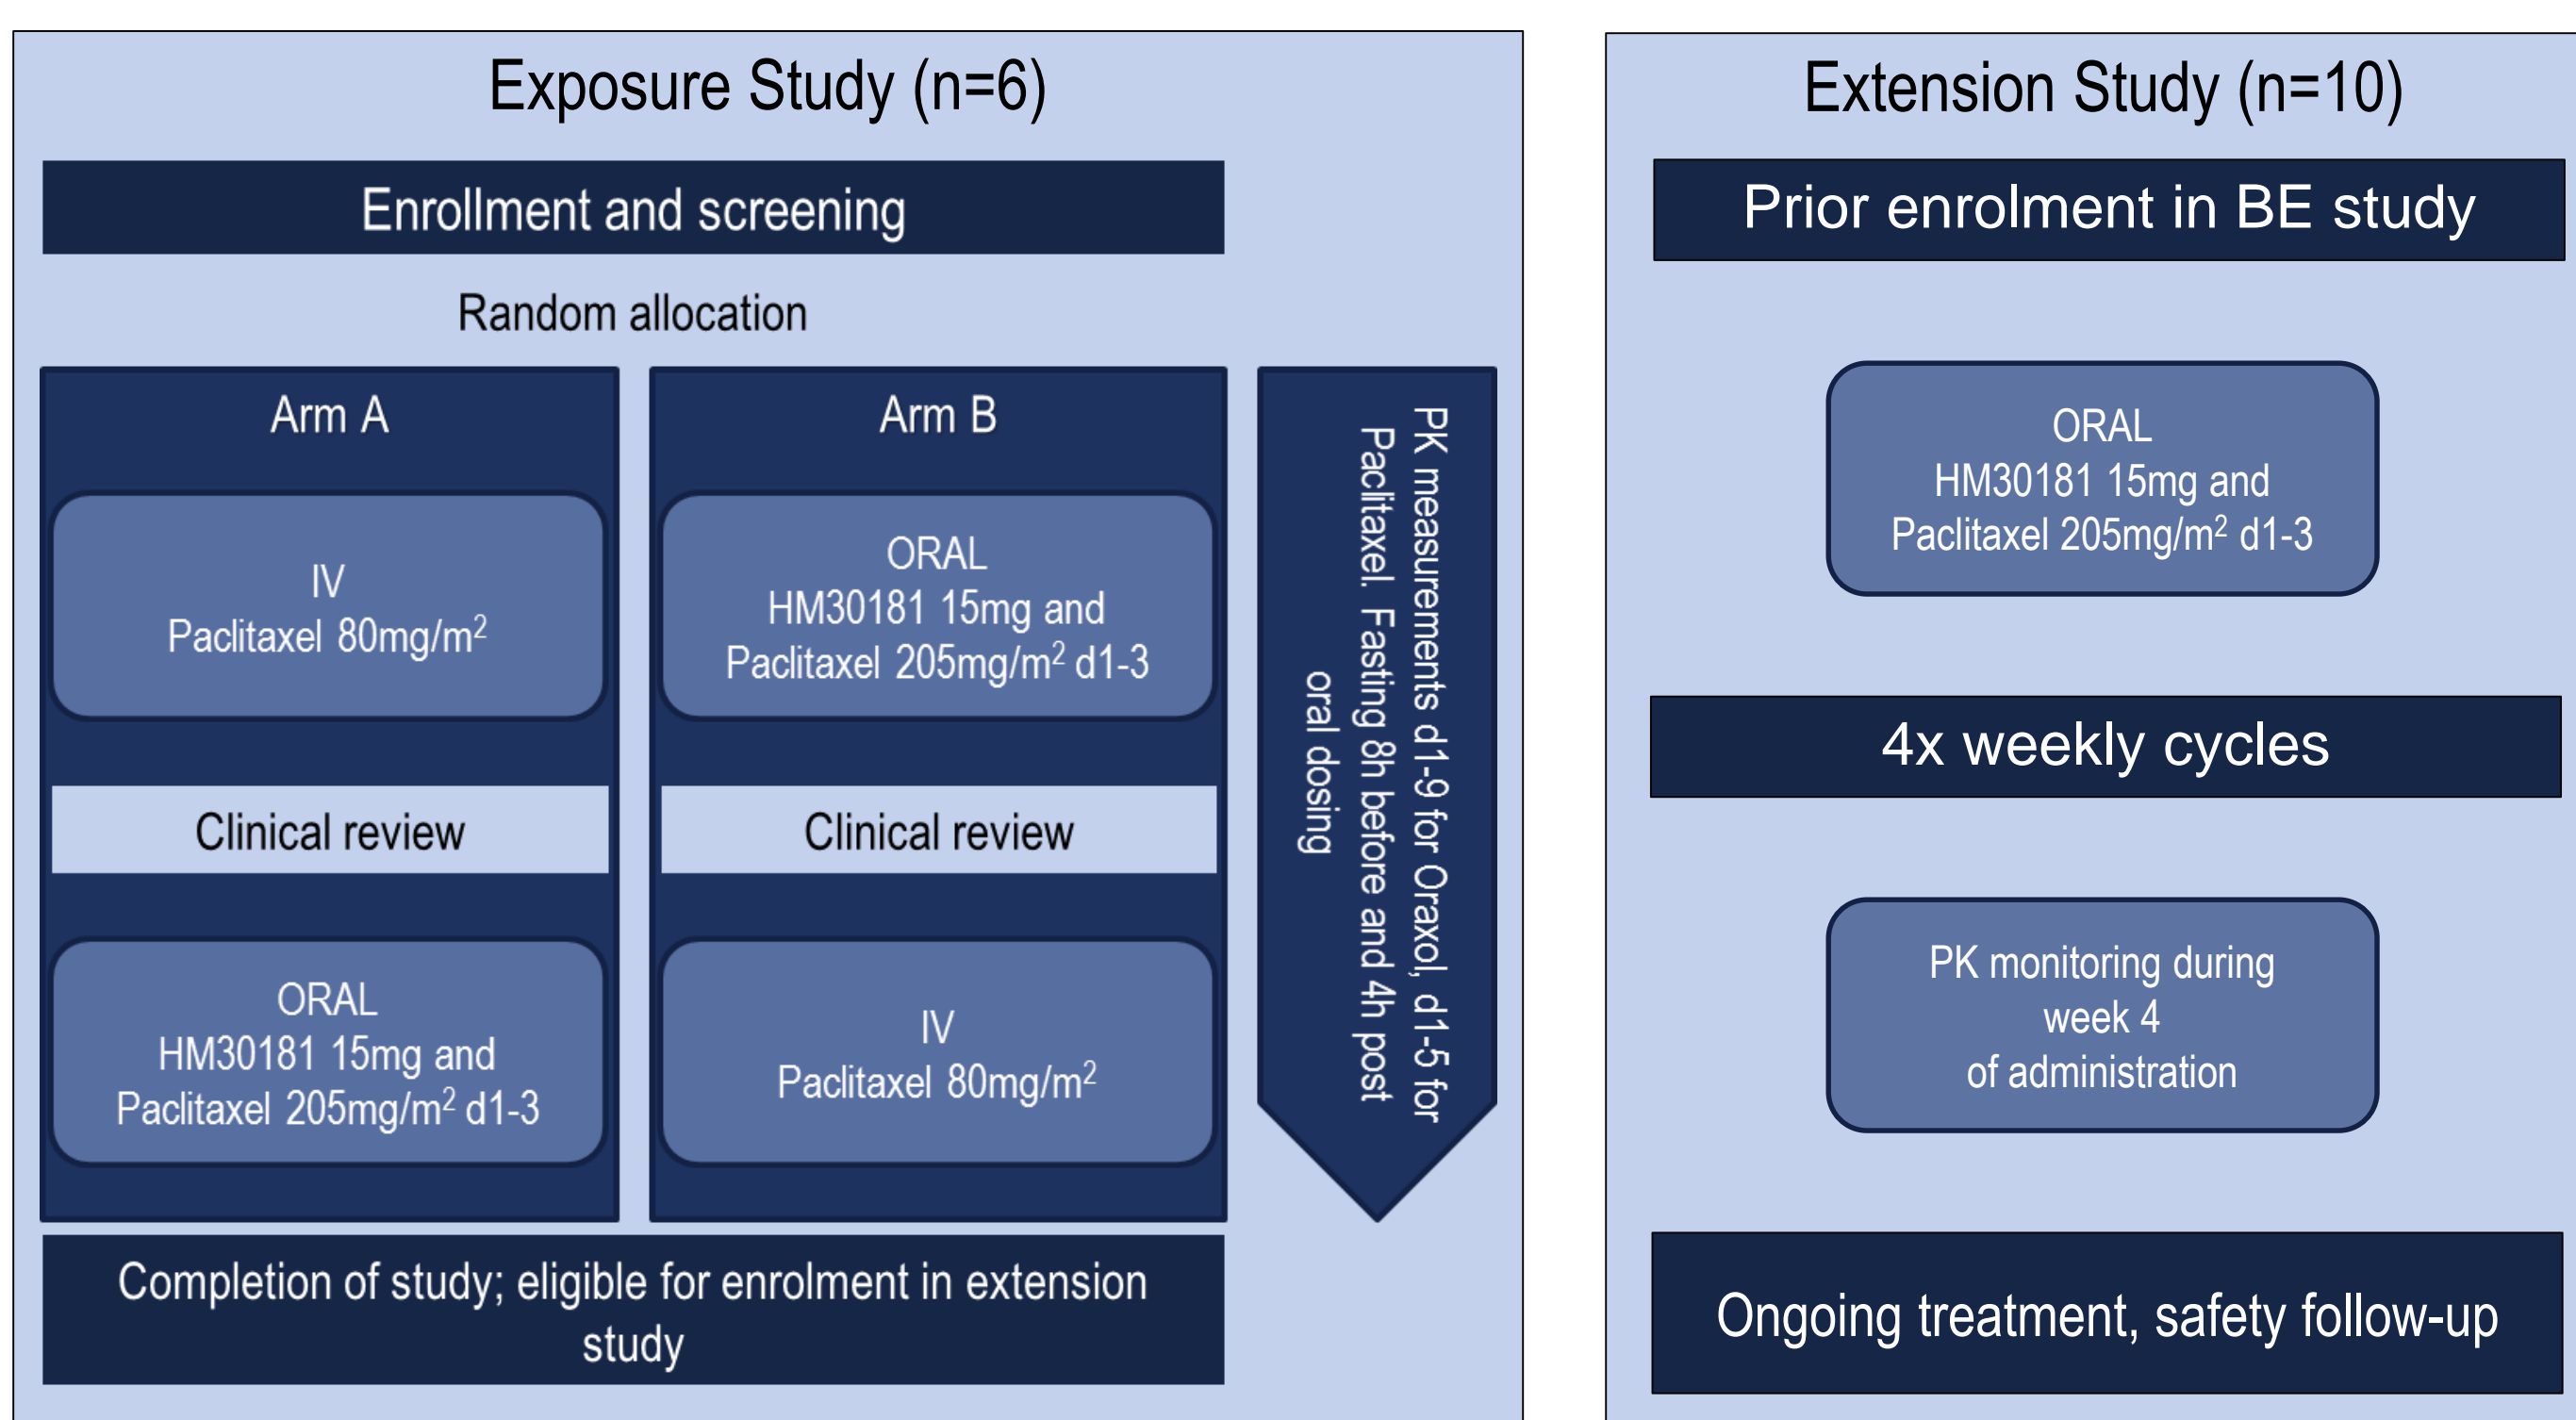 Exposure Study (n=6)
Enrollment and screening
Random allocation
Arm A
IV
Paclitaxel 80mg/m²
Clinical review
ORAL
HM30181 15mg and
Paclitaxel 205mg/m² d1-3
Arm B
ORAL
HM30181 15mg and
Paclitaxel 205mg/m² d1-3
Clinical review
IV
Paclitaxel 80mg/m²
PK measurements d1-9 for Oraxol, d1-5 for
Paclitaxel. Fasting 8h before and 4h post
oral dosing
Completion of study; eligible for enrolment in extension
study
Extension Study (n=10)
Prior enrolment in BE study
ORAL
HM30181 15mg and
Paclitaxel 205mg/m² d1-3
4x weekly cycles
PK monitoring during
week 4
of administration
Ongoing treatment, safety follow-up